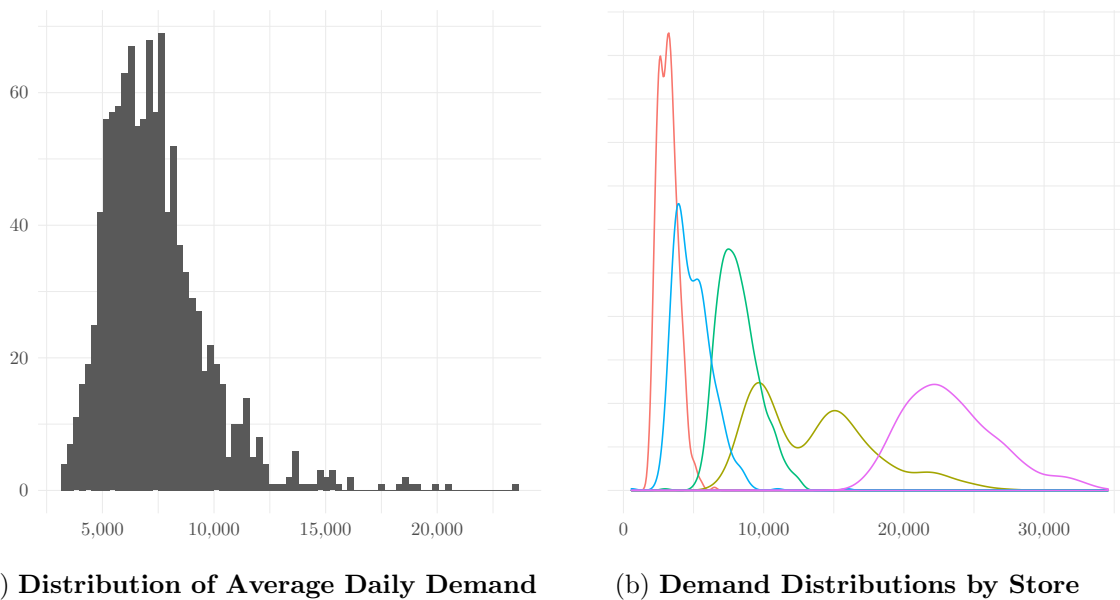 60
40
20
0
5,000 10,000 15,000 20,000
0 10,000 20,000 30,000
) Distribution of Average Daily Demand
(b) Demand Distributions by Store